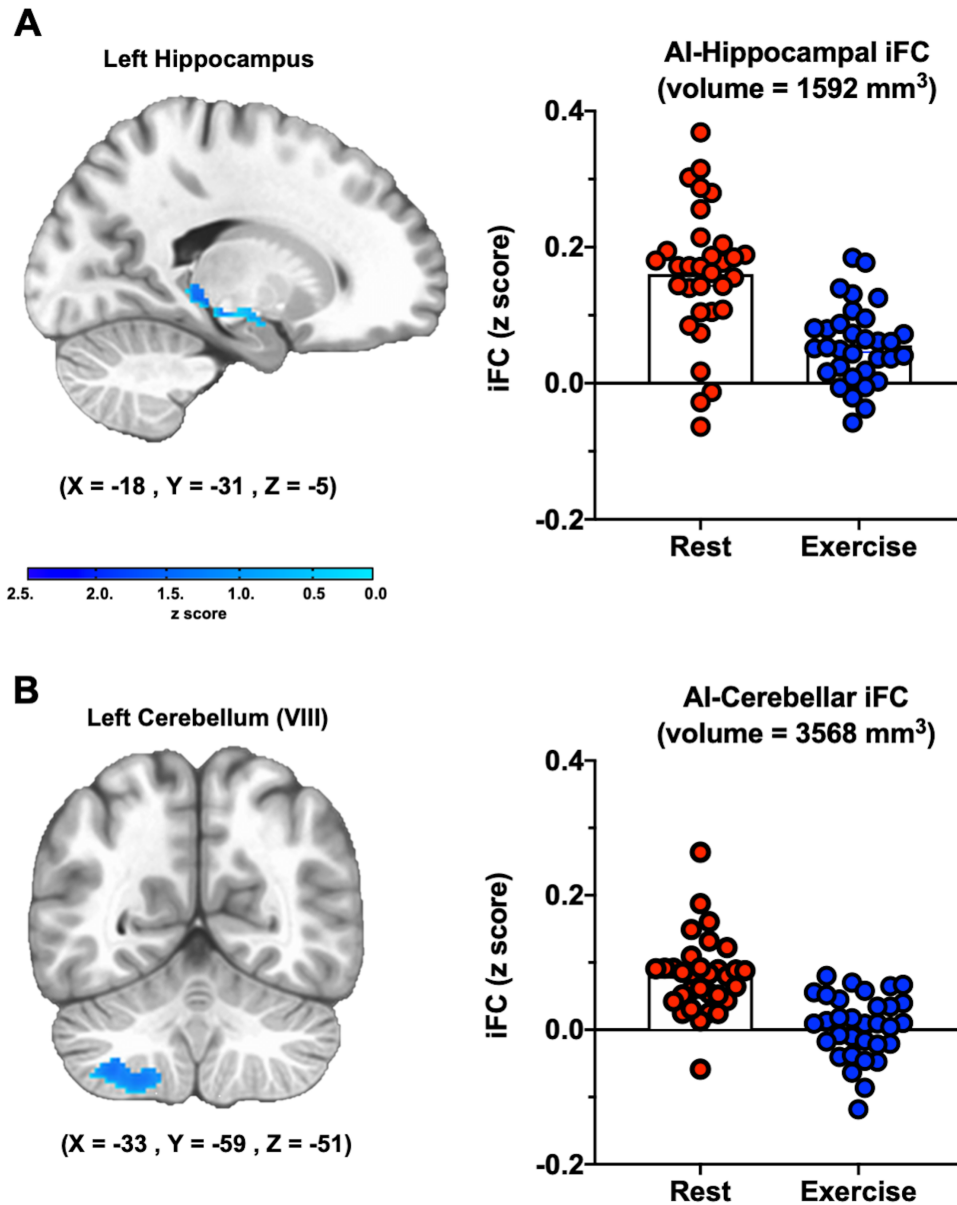 A
Left Hippocampus
(X = -18 , Y = -31 , Z = -5)
2.5. 2.0. 1.5. 1.0. 0.5 0.0
z score
AI-Hippocampal iFC
(volume = 1592 mm³)
iFC (z score)
0.4
0.2
0.0
-0.2
Rest Exercise
B
Left Cerebellum (VIII)
(X = -33 , Y = -59 , Z = -51)
AI-Cerebellar iFC
(volume = 3568 mm³)
iFC (z score)
0.4
0.2
0.0
-0.2
Rest Exercise